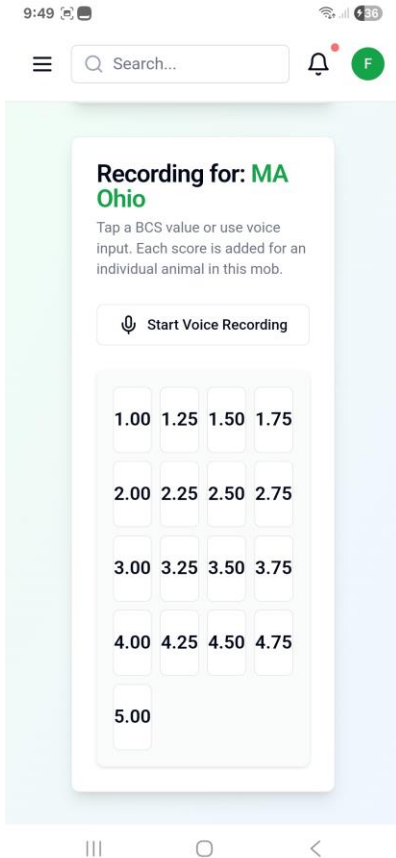 9:49
36
Search...
F
Recording for: MA
Ohio
Tap a BCS value or use voice
input. Each score is added for an
individual animal in this mob.
Start Voice Recording
1.00 1.25 1.50 1.75
2.00 2.25 2.50 2.75
3.00 3.25 3.50 3.75
4.00 4.25 4.50 4.75
5.00